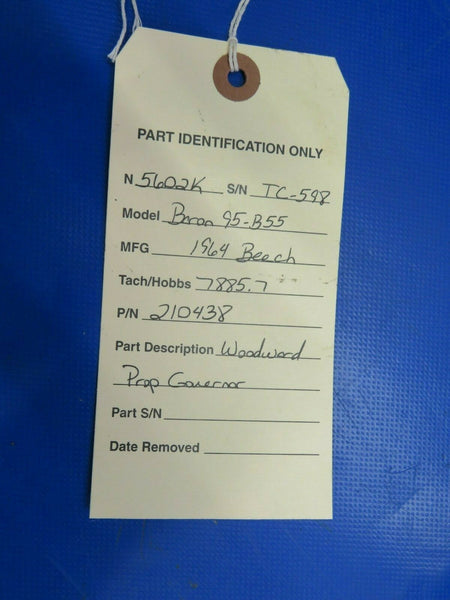 PART IDENTIFICATION ONLY
N 5602K S/N TC-598
Model Baron 95-B55
MFG 1964 Beech
Tach/Hobbs 7885.7
P/N 210438
Part Description Woodward
Prop Governor
Part S/N
Date Removed